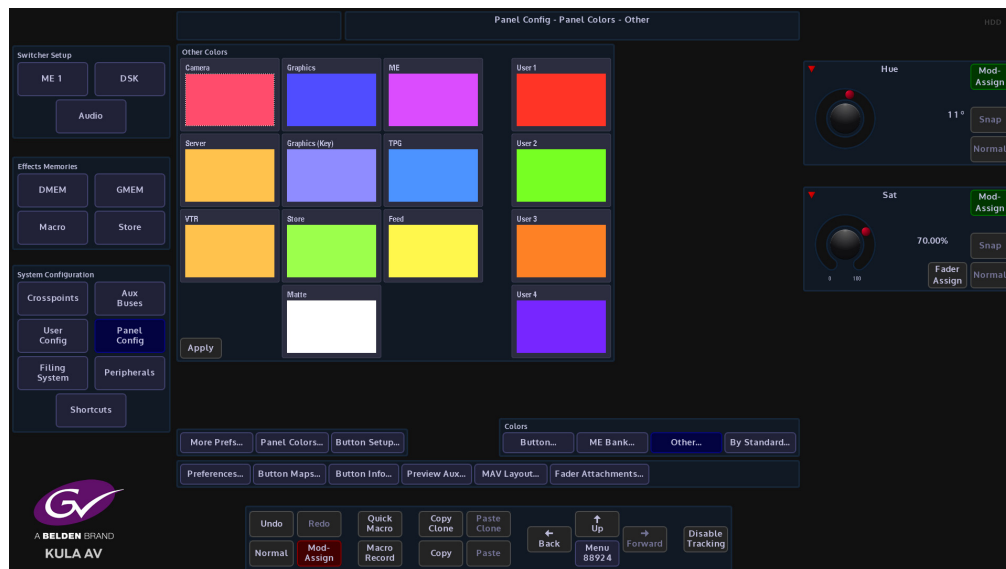 Panel Config - Panel Colors - Other
HDD
Switcher Setup
ME 1
DSK
Audio
Effects Memories
DMEM
GMEM
Macro
Store
System Configuration
Crosspoints
Aux
Buses
User
Config
Panel
Config
Filing
System
Peripherals
Shortcuts
Other Colors
Camera
Graphics
ME
User 1
Server
Graphics (Key)
TPG
User 2
VTR
Store
Feed
User 3
Matte
User 4
Apply
Hue
Mod-
Assign
11°
Snap
Normal
Sat
Mod-
Assign
70.00%
Snap
0
100
Fader
Assign
Normal
Colors
More Prefs...
Panel Colors...
Button Setup...
Button...
ME Bank...
Other...
By Standard...
Preferences...
Button Maps...
Button Info...
Preview Aux...
MAV Layout...
Fader Attachments...
GV
A BELDEN BRAND
KULA AV
Undo
Redo
Quick
Macro
Copy
Clone
Paste
Clone
Back
Up
Forward
Disable
Tracking
Normal
Mod-
Assign
Macro
Record
Copy
Paste
Menu
88924